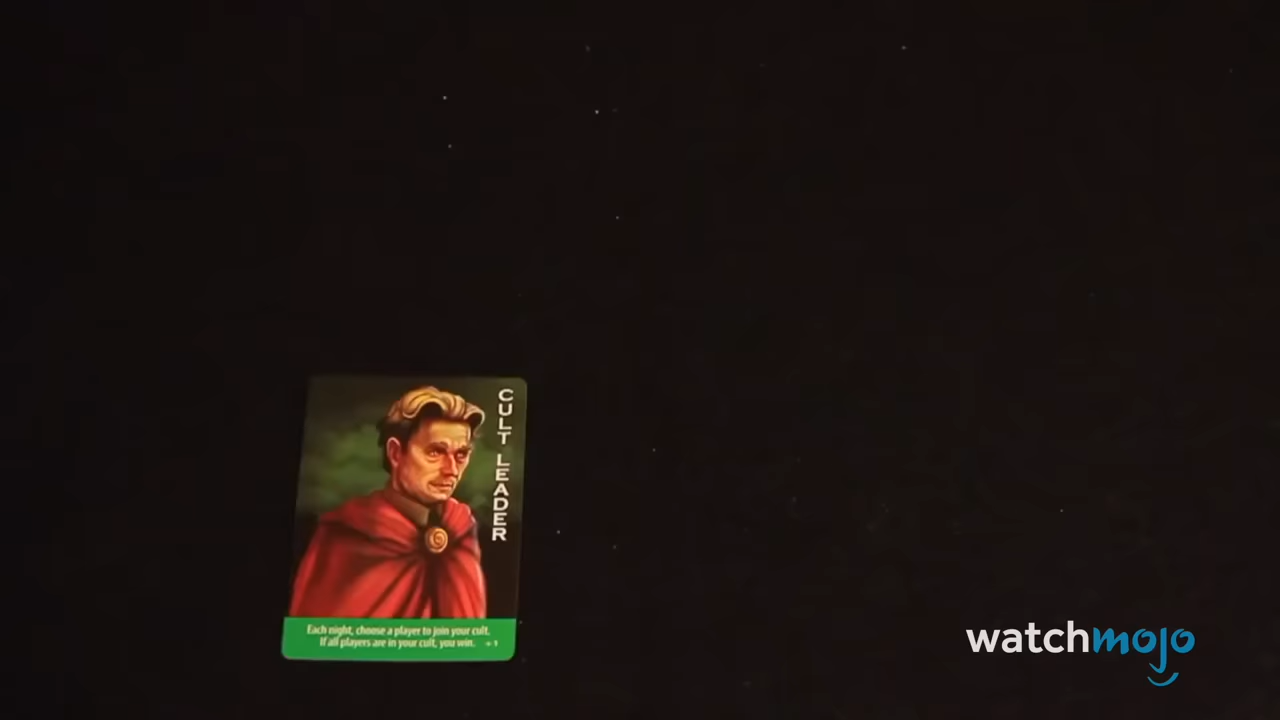 CULT LEADER
Each night, choose a player to join your cult.
If all players are in your cult, you win. +1
watchmojo